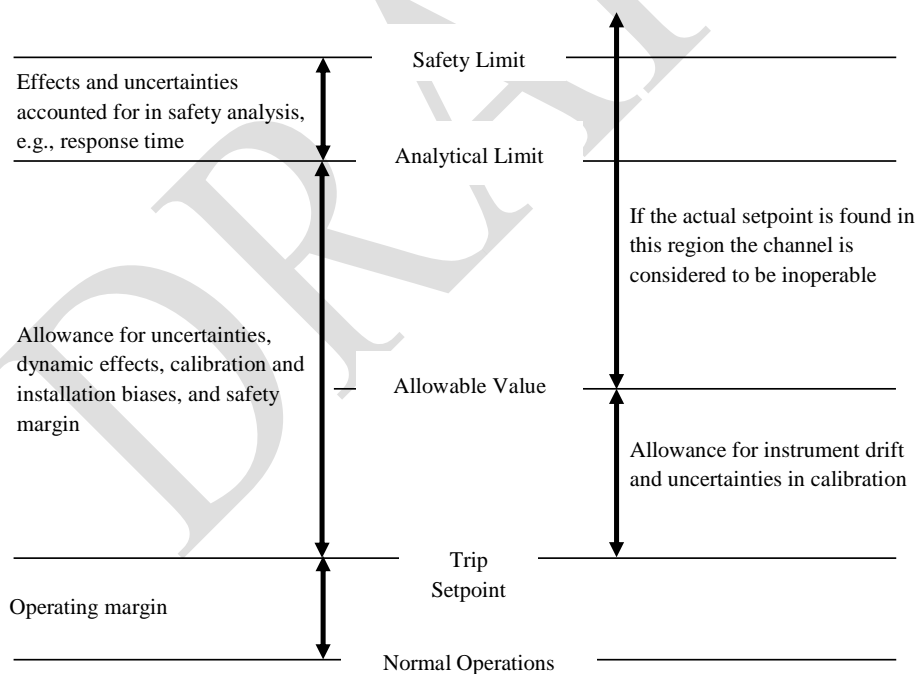 Safety Limit
Effects and uncertainties
accounted for in safety analysis,
e.g., response time
Analytical Limit
If the actual setpoint is found in
this region the channel is
considered to be inoperable
Allowance for uncertainties,
dynamic effects, calibration and
installation biases, and safety
margin
Allowable Value
Allowance for instrument drift
and uncertainties in calibration
Trip
Setpoint
Operating margin
Normal Operations
DRAF